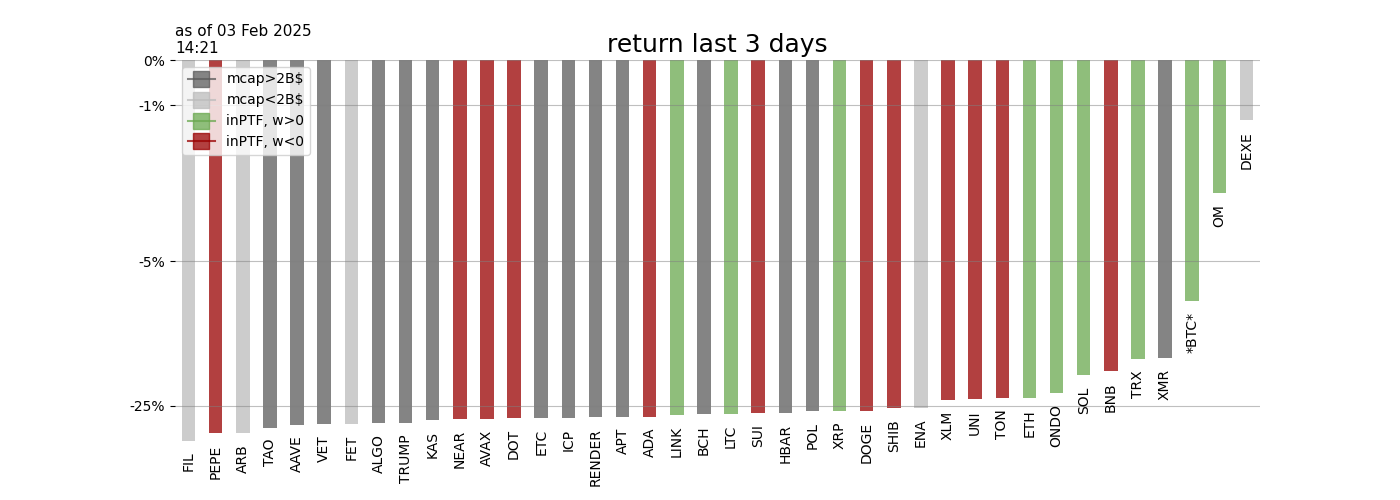 as of 03 Feb 2025
14:21
return last 3 days
0%
-1%
-5%
-25%
mcap>2B$
mcap<2B$
inPTF, w>0
inPTF, w<0
FIL
PEPE
ARB
TAO
AAVE
VET
FET
ALGO
TRUMP
KAS
NEAR
AVAX
DOT
ETC
ICP
RENDER
APT
ADA
LINK
BCH
LTC
SUI
HBAR
POL
XRP
DOGE
SHIB
ENA
XLM
UNI
TON
ETH
ONDO
SOL
BNB
TRX
XMR
*BTC*
OM
DEXE